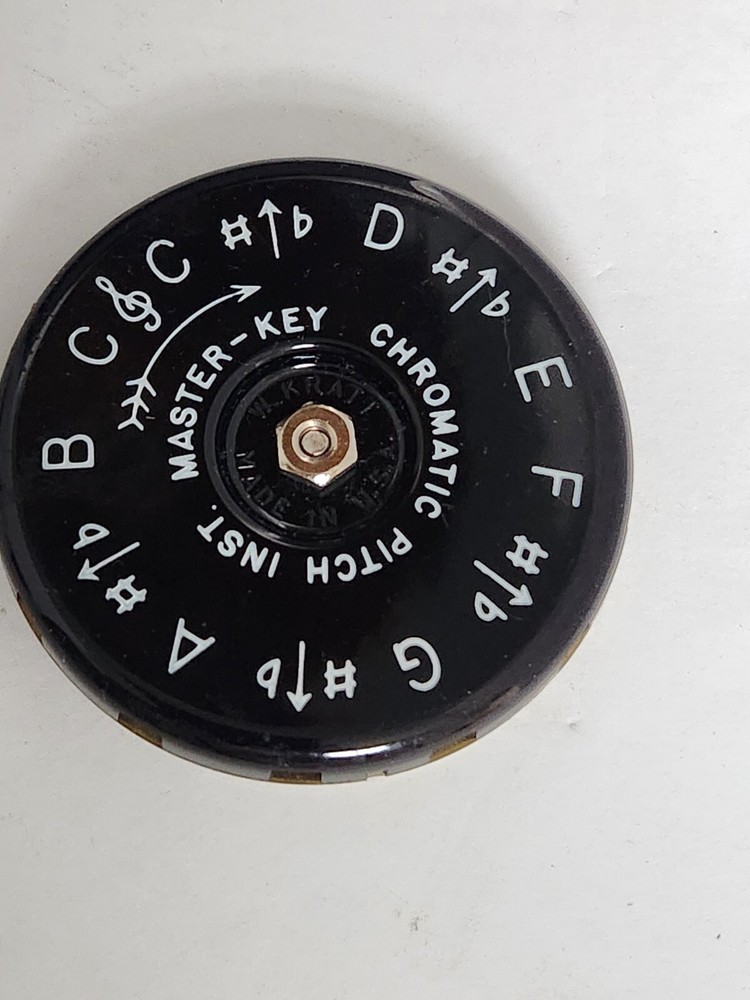 C 𝄞 C ♯↑♭ D ♯↑♭ E F ♯↑♭ G ♯↑♭ A ♯↑♭ B
MASTER-KEY CHROMATIC PITCH INST.
W. KRATT
MADE IN U.S.A.